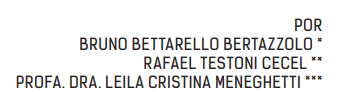 POR
BRUNO BETTARELLO BERTAZZOLO *
RAFAEL TESTONI CECEL **
PROFA. DRA. LEILA CRISTINA MENEGHETTI ***